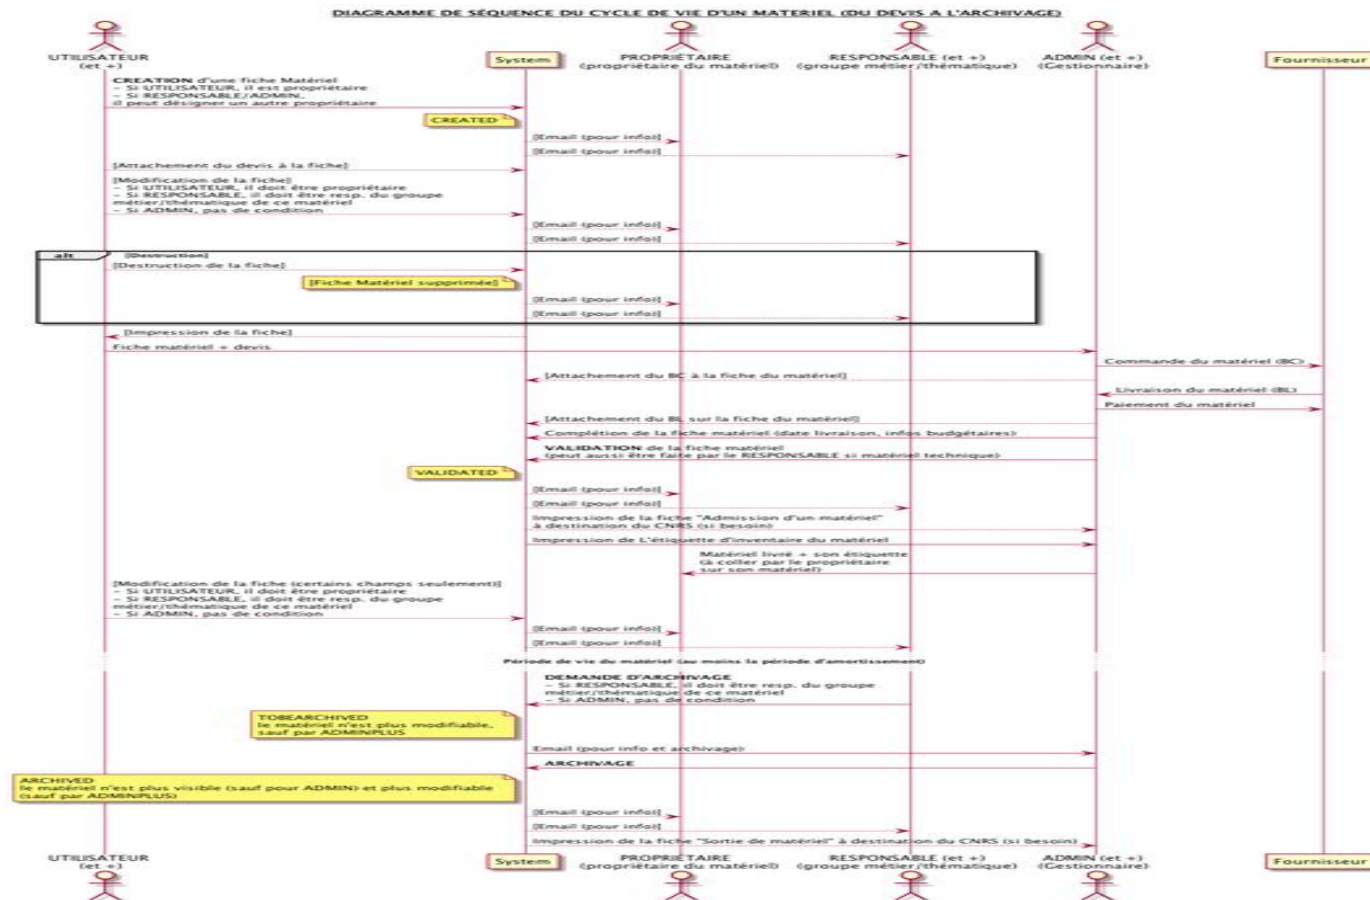 DIAGRAMME DE SÉQUENCE DU CYCLE DE VIE D'UN MATERIEL (DU DEVIS A L'ARCHIVAGE)
UTILISATEUR
(et +)
System
PROPRIÉTAIRE
(propriétaire du matériel)
RESPONSABLE (et +)
(groupe métier/thématique)
ADMIN (et +)
(Gestionnaire)
Fournisseur
CREATION d'une fiche Matériel
- Si UTILISATEUR, il est propriétaire
- Si RESPONSABLE/ADMIN,
il peut désigner un autre propriétaire
CREATED
[Email (pour info)]
[Email (pour info)]
[Attachement du devis à la fiche]
[Modification de la fiche]
- Si UTILISATEUR, il doit être propriétaire
- Si RESPONSABLE, il doit être resp. du groupe
métier/thématique de ce matériel
- Si ADMIN, pas de condition
[Email (pour info)]
[Email (pour info)]
alt
[Destruction]
[Destruction de la fiche]
[Fiche Matériel supprimée]
[Email (pour info)]
[Email (pour info)]
[Impression de la fiche]
Fiche matériel + devis
Commande du matériel (BC)
[Attachement du BC à la fiche du matériel]
Livraison du matériel (BL)
Paiement du matériel
[Attachement du BL sur la fiche du matériel]
Complétion de la fiche matériel (date livraison, infos budgétaires)
VALIDATION de la fiche matériel
(peut aussi être faite par le RESPONSABLE si matériel technique)
VALIDATED
[Email (pour info)]
[Email (pour info)]
Impression de la fiche "Admission d'un matériel"
à destination du CNRS (si besoin)
Impression de L'étiquette d'inventaire du matériel
Matériel livré + son étiquette
(à coller par le propriétaire
sur son matériel)
[Modification de la fiche (certains champs seulement)]
- Si UTILISATEUR, il doit être propriétaire
- Si RESPONSABLE, il doit être resp. du groupe
métier/thématique de ce matériel
- Si ADMIN, pas de condition
[Email (pour info)]
[Email (pour info)]
Période de vie du matériel (au moins la période d'amortissement)
DEMANDE D'ARCHIVAGE
- Si RESPONSABLE, il doit être resp. du groupe
métier/thématique de ce matériel
- Si ADMIN, pas de condition
TOBEARCHIVED
le matériel n'est plus modifiable,
sauf par ADMINPLUS
Email (pour info et archivage)
ARCHIVAGE
ARCHIVED
le matériel n'est plus visible (sauf pour ADMIN) et plus modifiable
(sauf par ADMINPLUS)
[Email (pour info)]
[Email (pour info)]
Impression de la fiche "Sortie de matériel" à destination du CNRS (si besoin)
UTILISATEUR
(et +)
System
PROPRIÉTAIRE
(propriétaire du matériel)
RESPONSABLE (et +)
(groupe métier/thématique)
ADMIN (et +)
(Gestionnaire)
Fournisseur